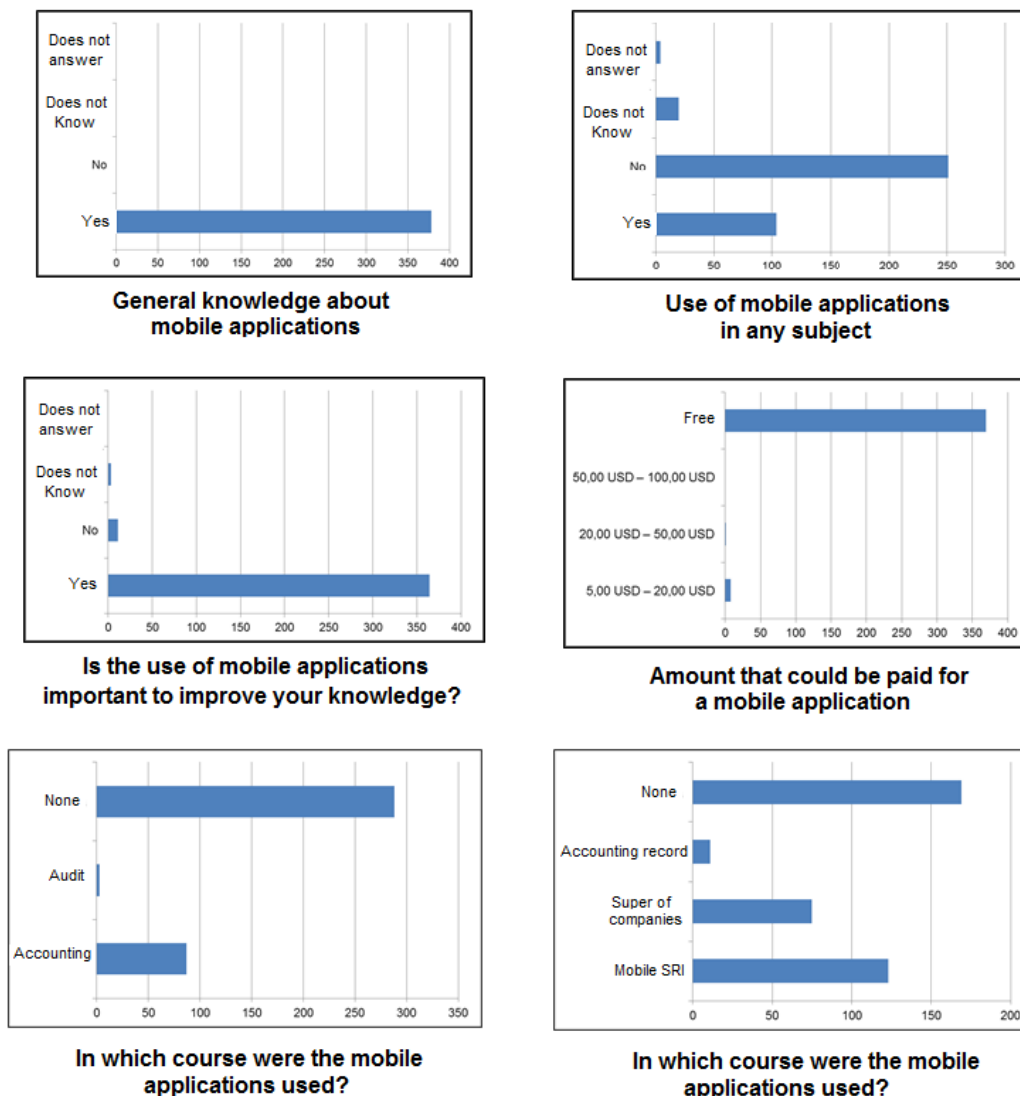 Does not
answer
Does not
Know
No
Yes
0 50 100 150 200 250 300 350 400
General knowledge about
mobile applications
Does not
answer
Does not
Know
No
Yes
0 50 100 150 200 250 300
Use of mobile applications
in any subject
Does not
answer
Does not
Know
No
Yes
0 50 100 150 200 250 300 350 400
Is the use of mobile applications
important to improve your knowledge?
Free
50,00 USD – 100,00 USD
20,00 USD – 50,00 USD
5,00 USD – 20,00 USD
0 50 100 150 200 250 300 350 400
Amount that could be paid for
a mobile application
None
Audit
Accounting
0 50 100 150 200 250 300 350
In which course were the mobile
applications used?
None
Accounting record
Super of
companies
Mobile SRI
0 50 100 150 200
In which course were the mobile
applications used?